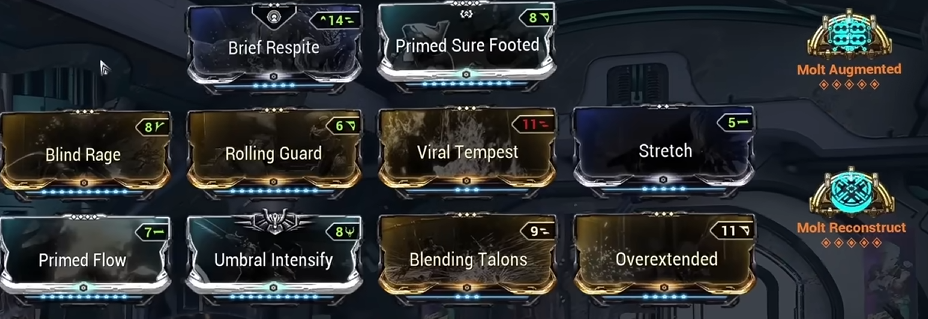 ^14
Brief Respite
8
Primed Sure Footed
Molt Augmented
8
Blind Rage
6
Rolling Guard
11
Viral Tempest
5
Stretch
Molt Reconstruct
7
Primed Flow
8
Umbral Intensify
9
Blending Talons
11
Overextended